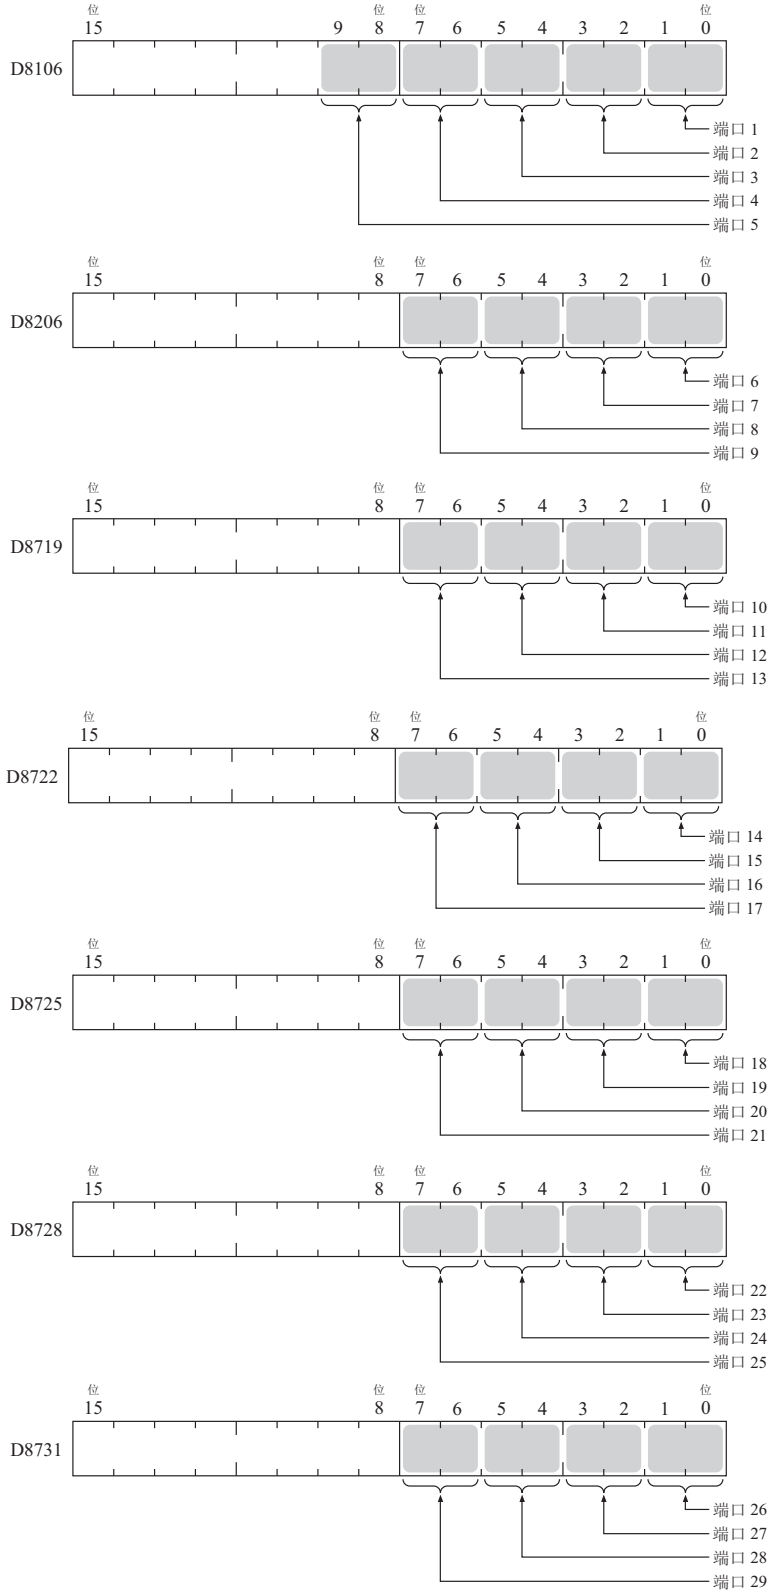 位 位 位 位
15 9 8 7 6 5 4 3 2 1 0
D8106
端口 1
端口 2
端口 3
端口 4
端口 5
位 位 位 位
15 8 7 6 5 4 3 2 1 0
D8206
端口 6
端口 7
端口 8
端口 9
位 位 位 位
15 8 7 6 5 4 3 2 1 0
D8719
端口 10
端口 11
端口 12
端口 13
位 位 位 位
15 8 7 6 5 4 3 2 1 0
D8722
端口 14
端口 15
端口 16
端口 17
位 位 位 位
15 8 7 6 5 4 3 2 1 0
D8725
端口 18
端口 19
端口 20
端口 21
位 位 位 位
15 8 7 6 5 4 3 2 1 0
D8728
端口 22
端口 23
端口 24
端口 25
位 位 位 位
15 8 7 6 5 4 3 2 1 0
D8731
端口 26
端口 27
端口 28
端口 29